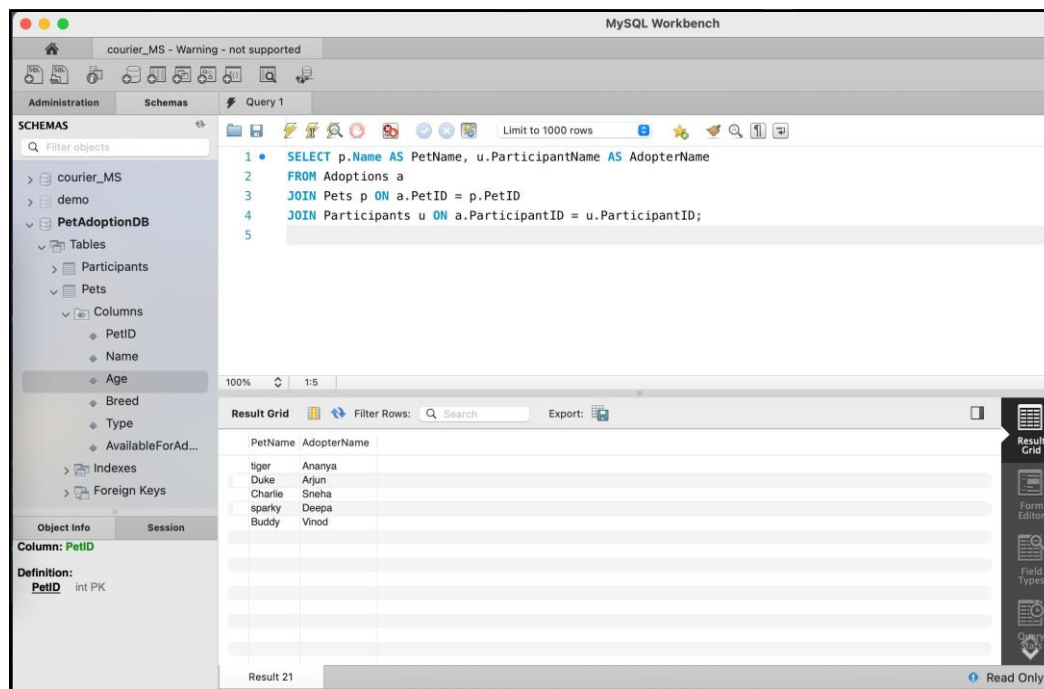 MySQL Workbench
courier_MS - Warning - not supported
Administration
Schemas
Query 1
SCHEMAS
Filter objects
courier_MS
demo
PetAdoptionDB
Tables
Participants
Pets
Columns
PetID
Name
Age
Breed
Type
AvailableForAd...
Indexes
Foreign Keys
Object Info
Session
Column: PetID
Definition:
PetID int PK
Limit to 1000 rows
1 SELECT p.Name AS PetName, u.ParticipantName AS AdopterName
2 FROM Adoptions a
3 JOIN Pets p ON a.PetID = p.PetID
4 JOIN Participants u ON a.ParticipantID = u.ParticipantID;
5
100% 1:5
Result Grid Filter Rows: Search Export:
PetName AdopterName
tiger Ananya
Duke Arjun
Charlie Sneha
sparky Deepa
Buddy Vinod
Result
Grid
Form
Editor
Field
Types
Query
Stats
Result 21
Read Only